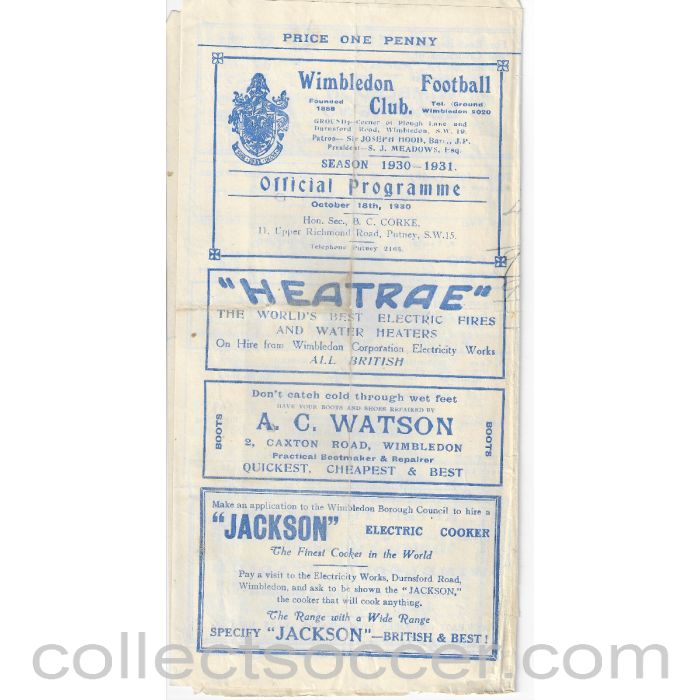 PRICE ONE PENNY
Wimbledon Football
Founded 1889 Club. Tel. (Ground) Wimbledon 2020
GROUND—Corner of Plough Lane and
Durnsford Road, Wimbledon, S.W. 19.
Patron—Sir JOSEPH HOOD, Bart., J.P.
President—S. J. MEADOWS, Esq.
SEASON 1930-1931.
Official Programme
October 18th, 1930
Hon. Sec., B. C. CORKE,
11, Upper Richmond Road, Putney, S.W.15.
Telephone Putney 2165.
"HEATRAE"
THE WORLD'S BEST ELECTRIC FIRES
AND WATER HEATERS
On Hire from Wimbledon Corporation Electricity Works
ALL BRITISH
Don't catch cold through wet feet
HAVE YOUR BOOTS AND SHOES REPAIRED BY
BOOTS
A. C. WATSON
BOOTS
2, CAXTON ROAD, WIMBLEDON
Practical Bootmaker & Repairer
QUICKEST, CHEAPEST & BEST
Make an application to the Wimbledon Borough Council to hire a
"JACKSON" ELECTRIC COOKER
The Finest Cooker in the World
Pay a visit to the Electricity Works, Durnsford Road,
Wimbledon, and ask to be shown the "JACKSON,"
the cooker that will cook anything.
The Range with a Wide Range
SPECIFY "JACKSON"—BRITISH & BEST!
collectsoccer.com